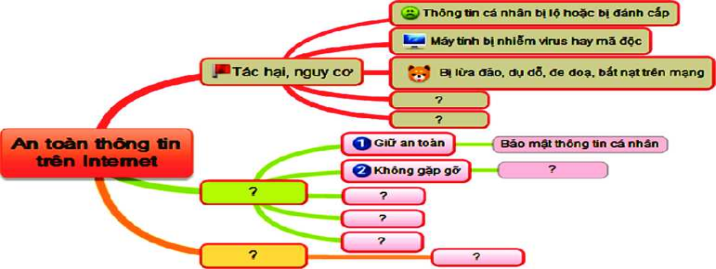 Thông tin cá nhân bị lộ hoặc bị đánh cắp
Máy tính bị nhiễm virus hay mã độc
Tác hại, nguy cơ
Bị lừa đảo, dụ dỗ, đe doạ, bắt nạt trên mạng
?
?
An toàn thông tin
trên Internet
1 Giữ an toàn
Bảo mật thông tin cá nhân
2 Không gặp gỡ
?
?
?
?
?
?
?